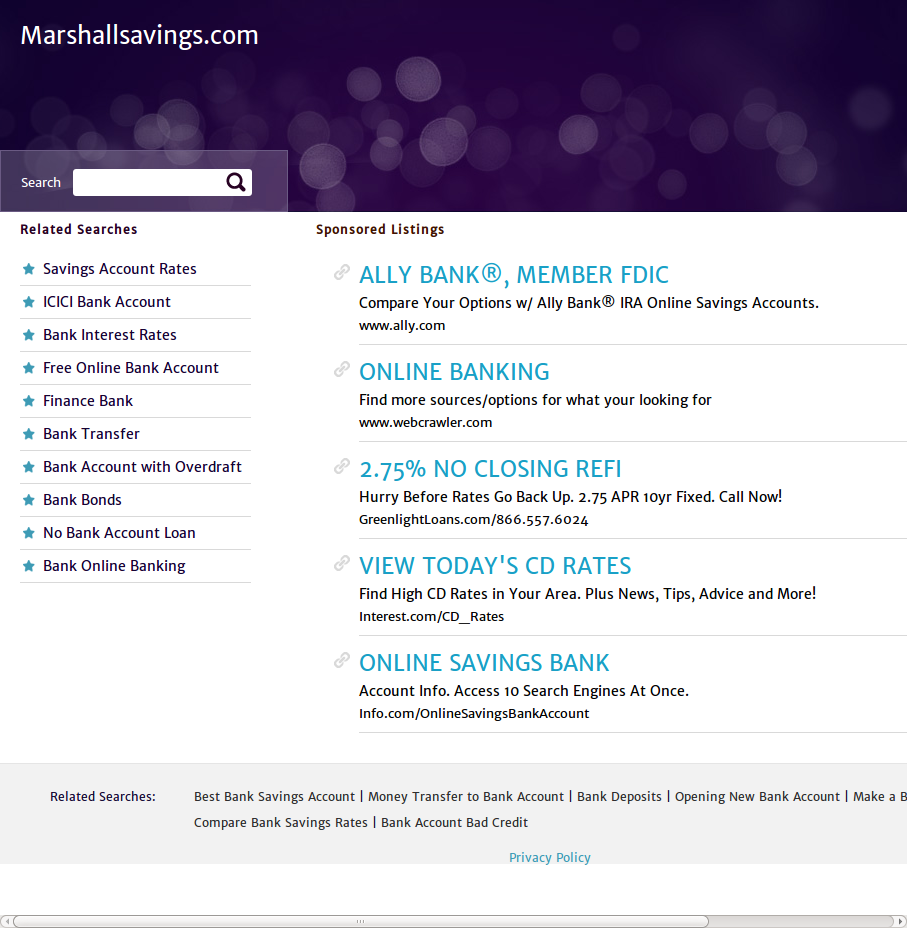 Marshallsavings.com
Search
Related Searches
Savings Account Rates
ICICI Bank Account
Bank Interest Rates
Free Online Bank Account
Finance Bank
Bank Transfer
Bank Account with Overdraft
Bank Bonds
No Bank Account Loan
Bank Online Banking
Sponsored Listings
ALLY BANK®, MEMBER FDIC
Compare Your Options w/ Ally Bank® IRA Online Savings Accounts.
www.ally.com
ONLINE BANKING
Find more sources/options for what your looking for
www.webcrawler.com
2.75% NO CLOSING REFI
Hurry Before Rates Go Back Up. 2.75 APR 10yr Fixed. Call Now!
GreenlightLoans.com/866.557.6024
VIEW TODAY'S CD RATES
Find High CD Rates in Your Area. Plus News, Tips, Advice and More!
Interest.com/CD_Rates
ONLINE SAVINGS BANK
Account Info. Access 10 Search Engines At Once.
Info.com/OnlineSavingsBankAccount
Related Searches: Best Bank Savings Account | Money Transfer to Bank Account | Bank Deposits | Opening New Bank Account | Make a B
Compare Bank Savings Rates | Bank Account Bad Credit
Privacy Policy